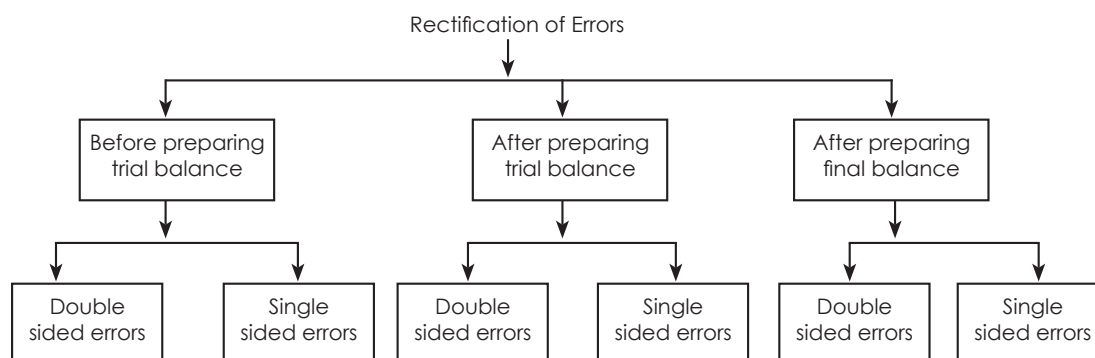 Rectification of Errors
Before preparing
trial balance
After preparing
trial balance
After preparing
final balance
Double
sided errors
Single
sided errors
Double
sided errors
Single
sided errors
Double
sided errors
Single
sided errors